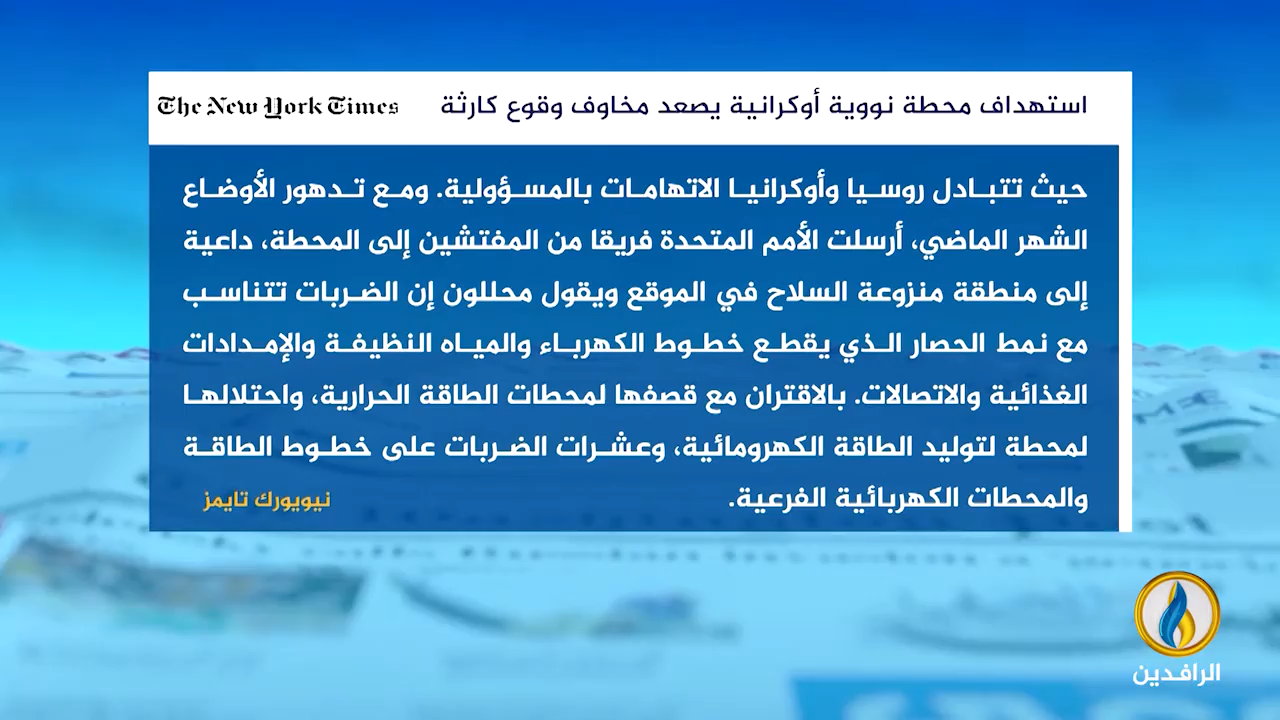 استهداف محطة نووية أوكرانية يصعد مخاوف وقوع كارثة
The New York Times
حيث تتبادل روسيا وأوكرانيا الاتهامات بالمسؤولية. ومع تدهور الأوضاع
الشهر الماضي، أرسلت الأمم المتحدة فريقا من المفتشين إلى المحطة، داعية
إلى منطقة منزوعة السلاح في الموقع ويقول محللون إن الضربات تتناسب
مع نمط الحصار الذي يقطع خطوط الكهرباء والمياه النظيفة والإمدادات
الغذائية والاتصالات. بالاقتران مع قصفها لمحطات الطاقة الحرارية، واحتلالها
لمحطة لتوليد الطاقة الكهرومائية، وعشرات الضربات على خطوط الطاقة
والمحطات الكهربائية الفرعية.
نيويورك تايمز
الرافدين